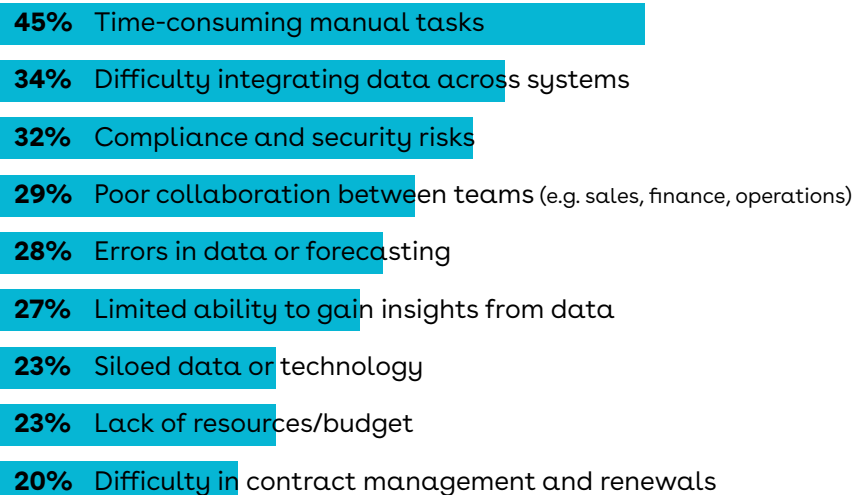 45% Time-consuming manual tasks
34% Difficulty integrating data across systems
32% Compliance and security risks
29% Poor collaboration between teams (e.g. sales, finance, operations)
28% Errors in data or forecasting
27% Limited ability to gain insights from data
23% Siloed data or technology
23% Lack of resources/budget
20% Difficulty in contract management and renewals